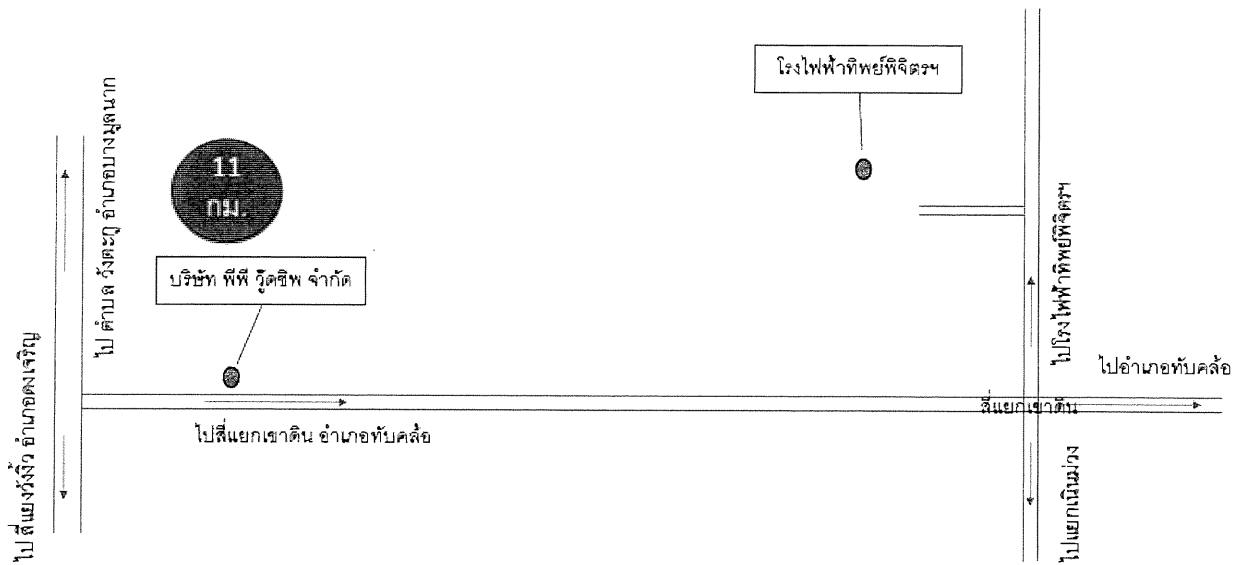 โรงไฟฟ้าทิพย์พิจิตรฯ
ไป ตำบล วังตะกู อำเภอบางมูลนาก
11
กม.
บริษัท พีพี วู๊ดชิพ จำกัด
ไปโรงไฟฟ้าทิพย์พิจิตรฯ
ไป สี่แยงวังงิ้ว อำเภอดงเจริญ
ไปอำเภอทับคล้อ
สี่แยกเขาดิน
ไปสี่แยกเขาดิน อำเภอทับคล้อ
ไปแยกเนินม่วง